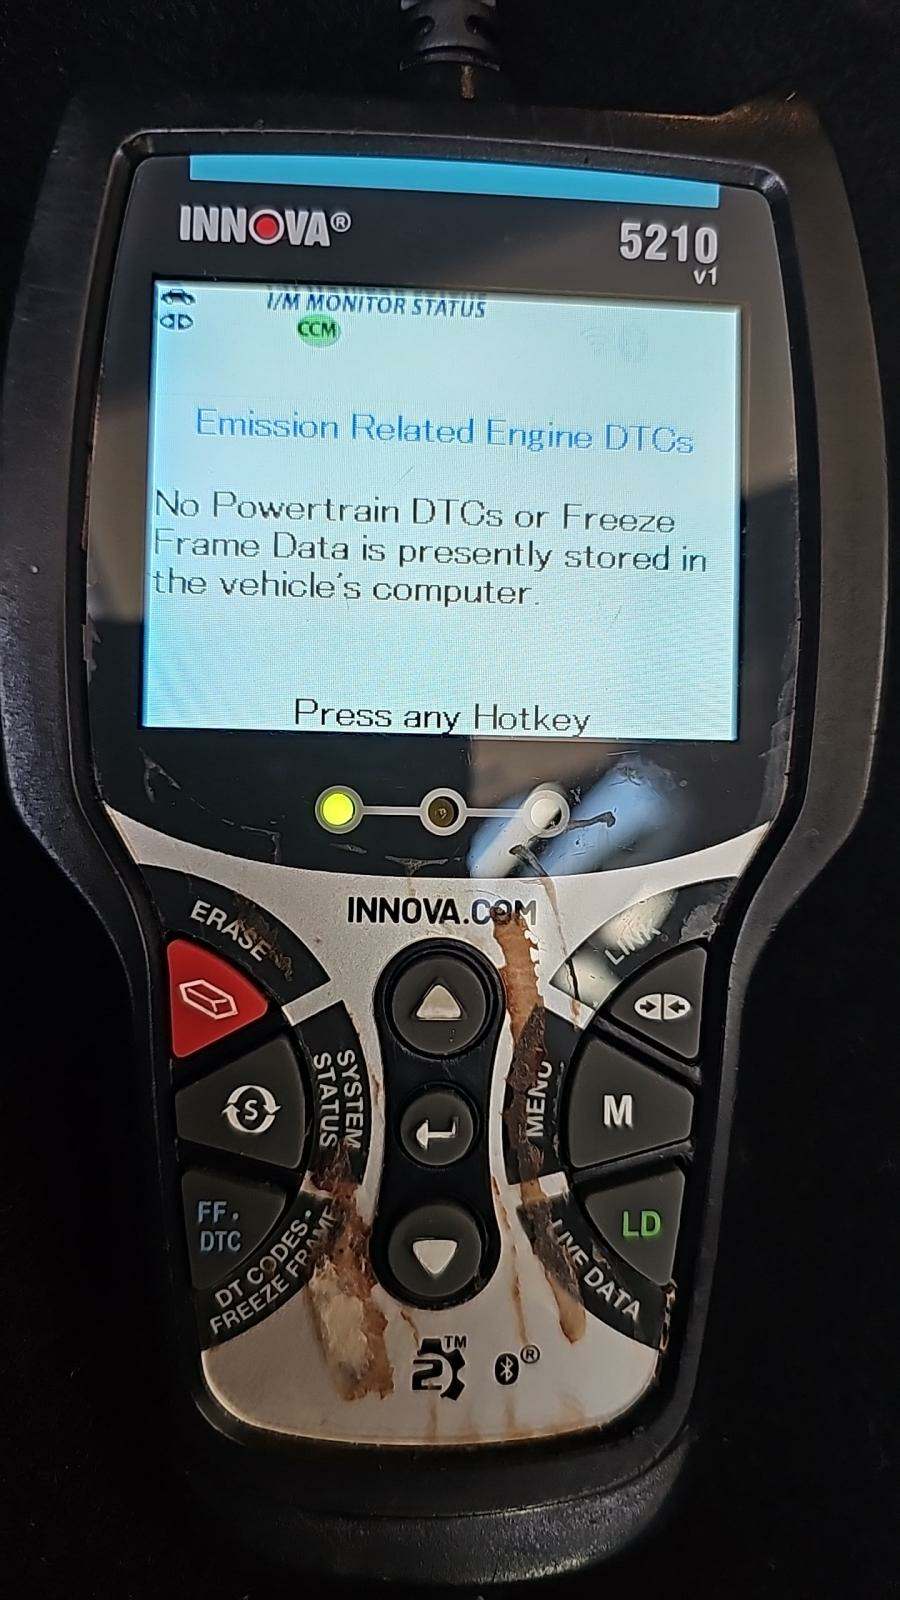 INNOVA®
5210
v1
I/M MONITOR STATUS
CCM
Emission Related Engine DTCs
No Powertrain DTCs or Freeze
Frame Data is presently stored in
the vehicle's computer.
Press any Hotkey
INNOVA.COM
ERASE
LINK
S
SYSTEM
STATUS
MENU
M
FF•
DTC
DT CODES•
FREEZE FRAME
LIVE DATA
LD
2™
®